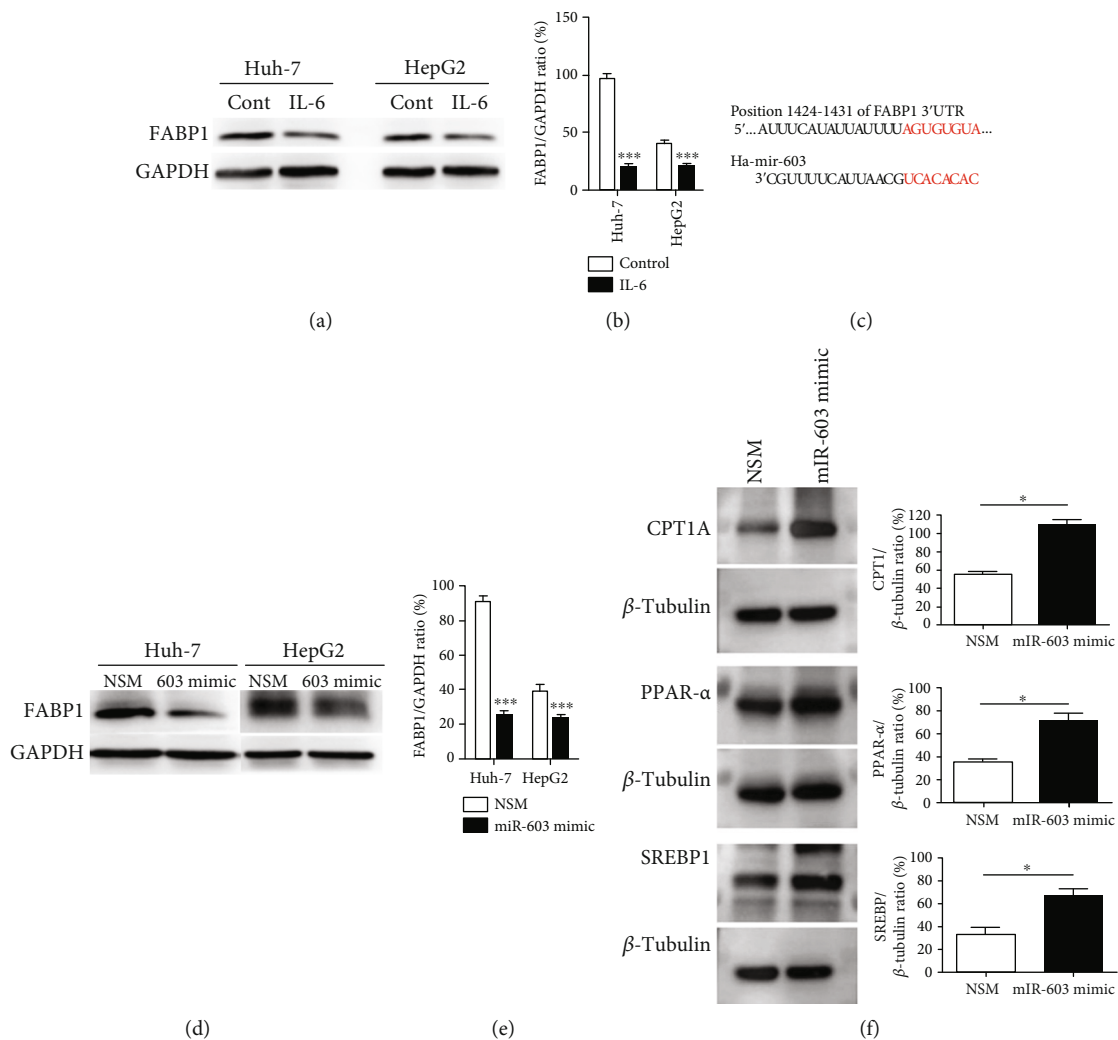 Huh-7 HepG2
Cont IL-6 Cont IL-6
FABP1
GAPDH
(a)
FABP1/GAPDH ratio (%)
150
100
50
0
*** ***
Huh-7 HepG2
Control
IL-6
(b)
Position 1424-1431 of FABP1 3′UTR
5′...AUUUCAUAUUAUUUUAGUGUGUA...
Ha-mir-603
3′CGUUUUCAUUAACGUCACACAC
(c)
Huh-7 HepG2
NSM 603 mimic NSM 603 mimic
FABP1
GAPDH
(d)
FABP1/GAPDH ratio (%)
100
80
60
40
20
0
*** ***
Huh-7 HepG2
NSM
miR-603 mimic
(e)
NSM mIR-603 mimic
CPT1A
β-Tubulin
CPT1/
β-tubulin ratio (%)
120
100
80
60
40
20
0
*
NSM mIR-603 mimic
PPAR-α
β-Tubulin
PPAR-α/
β-tubulin ratio (%)
100
80
60
40
20
0
*
NSM mIR-603 mimic
SREBP1
β-Tubulin
SREBP/
β-tubulin ratio (%)
100
80
60
40
20
0
*
NSM mIR-603 mimic
(f)